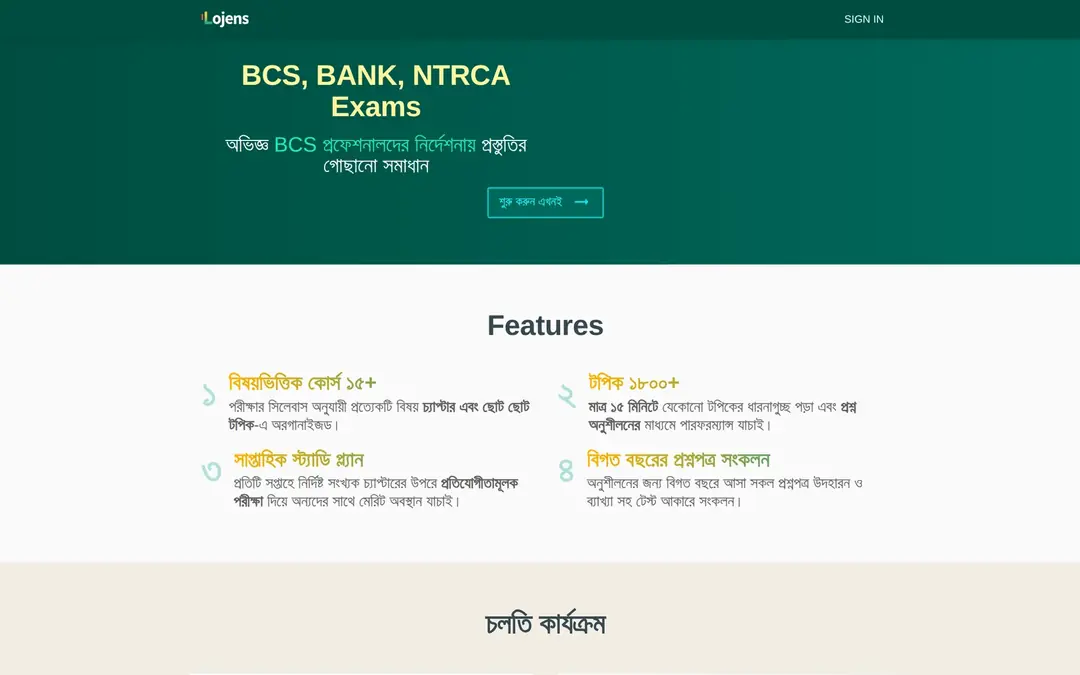 Lojens
SIGN IN
BCS, BANK, NTRCA
Exams
অভিজ্ঞ BCS প্রফেশনালদের নির্দেশনায় প্রস্তুতির
গোছানো সমাধান
শুরু করুন এখনই
Features
১
বিষয়ভিত্তিক কোর্স ১৫+
পরীক্ষার সিলেবাস অনুযায়ী প্রত্যেকটি বিষয় চ্যাপ্টার এবং ছোট ছোট
টপিক-এ অরগানাইজড।
২
টপিক ১৮০০+
মাত্র ১৫ মিনিটে যেকোনো টপিকের ধারনাগুচ্ছ পড়া এবং প্রশ্ন
অনুশীলনের মাধ্যমে পারফরম্যান্স যাচাই।
৩
সাপ্তাহিক স্ট্যাডি প্ল্যান
প্রতিটি সপ্তাহে নির্দিষ্ট সংখ্যক চ্যাপ্টারের উপরে প্রতিযোগীতামূলক
পরীক্ষা দিয়ে অন্যদের সাথে মেরিট অবস্থান যাচাই।
৪
বিগত বছরের প্রশ্নপত্র সংকলন
অনুশীলনের জন্য বিগত বছরে আসা সকল প্রশ্নপত্র উদহারন ও
ব্যাখ্যা সহ টেস্ট আকারে সংকলন।
চলতি কার্যক্রম